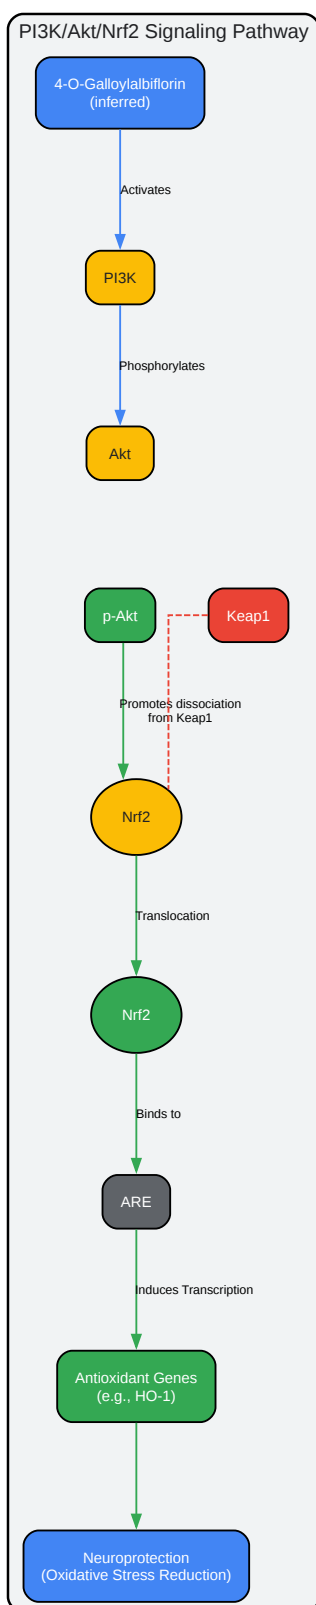 PI3K/Akt/Nrf2 Signaling Pathway
4-O-Galloylalbiflorin
(inferred)
Activates
PI3K
Phosphorylates
Akt
p-Akt
Keap1
Promotes dissociation
from Keap1
Nrf2
Translocation
Nrf2
Binds to
ARE
Induces Transcription
Antioxidant Genes
(e.g., HO-1)
Neuroprotection
(Oxidative Stress Reduction)